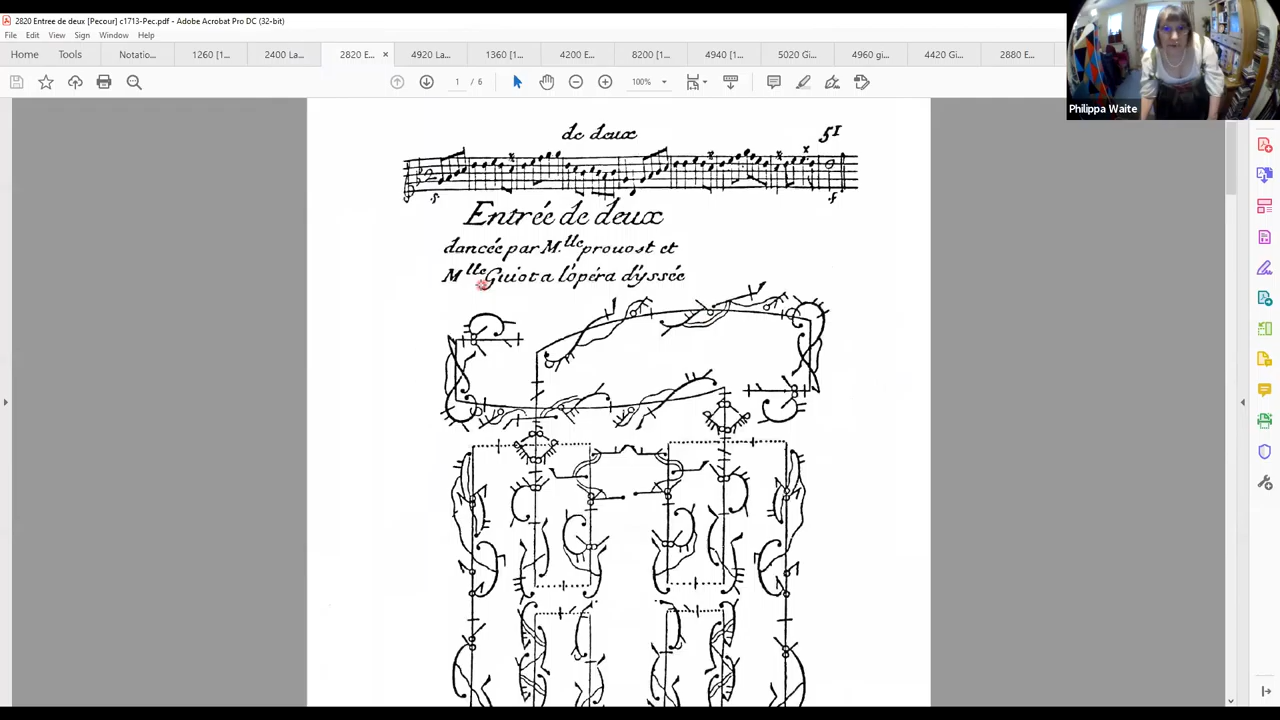 2820 Entree de deux [Pecour] c1713-Pec.pdf - Adobe Acrobat Pro DC (32-bit)
File Edit View Sign Window Help
Home Tools Notatio... 1260 [1... 2400 La... 2820 E... × 4920 La... 1360 [1... 4200 E... 8200 [1... 4940 [1... 5020 Gi... 4960 gi... 4420 Gi... 2880 E...
1 / 6 100%
Philippa Waite
de deux 51
2
Entrée de deux
dancée par M.lle prouost et
Mlle Guiot a l'opéra d'yssée